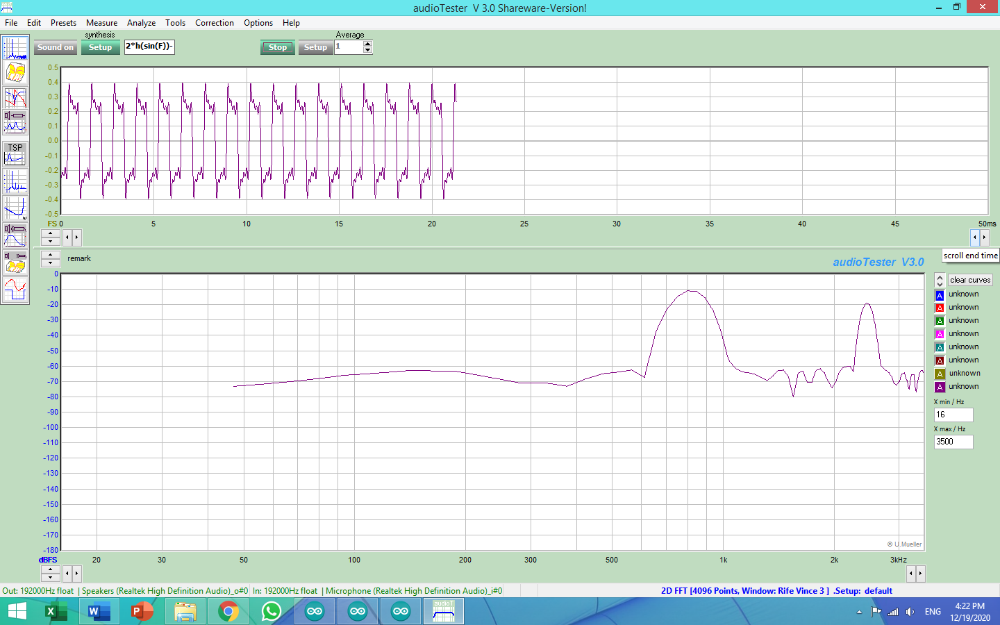 audioTester V 3.0 Shareware-Version!
File Edit Presets Measure Analyze Tools Correction Options Help
synthesis Average
Sound on Setup 2*h(sin(F))- Stop Setup 1
0.5
0.4
0.3
0.2
0.1
0.0
-0.1
-0.2
-0.3
-0.4
-0.5
FS 0 5 10 15 20 25 30 35 40 45 50ms
TSP
scroll end time
remark
audioTester V3.0
0
-10
-20
-30
-40
-50
-60
-70
-80
-90
-100
-110
-120
-130
-140
-150
-160
-170
-180
clear curves
A unknown
A unknown
A unknown
A unknown
A unknown
A unknown
A unknown
A unknown
X min / Hz
16
X max / Hz
3500
© U.Mueller
dBFS 20 30 50 100 200 300 500 1k 2k 3kHz
Out: 192000Hz float | Speakers (Realtek High Definition Audio)_o#0 In: 192000Hz float | Microphone (Realtek High Definition Audio)_i#0 2D FFT [4096 Points, Window: Rife Vince 3 ] .Setup: default
audioT
ENG
4:22 PM
12/19/2020